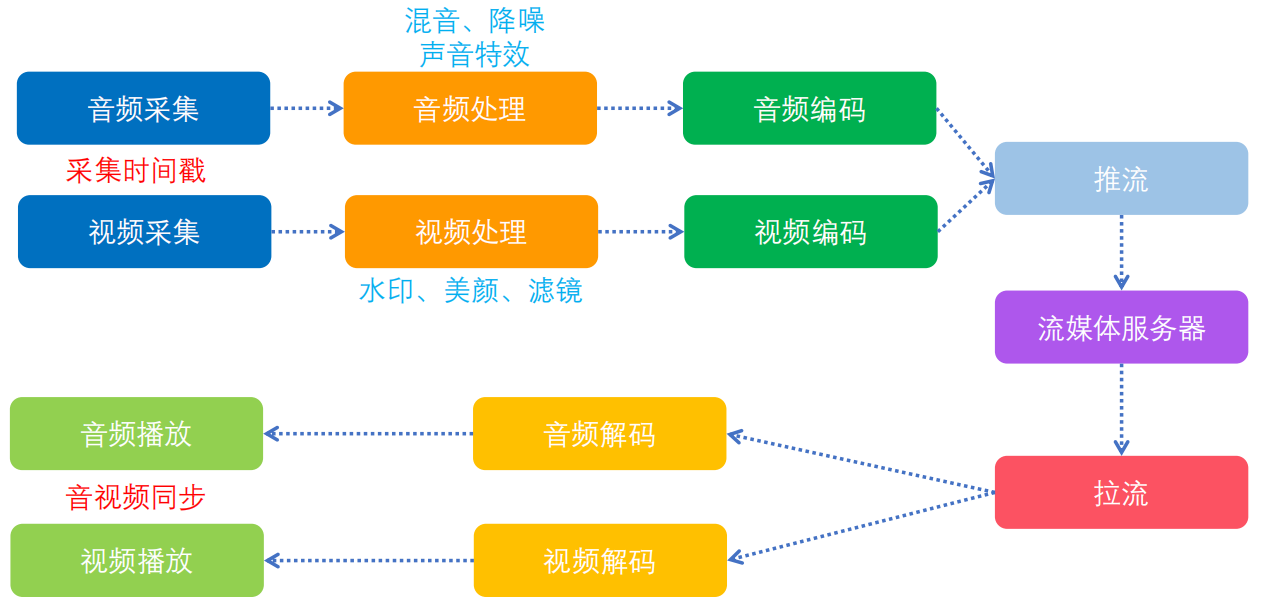 混音、降噪
声音特效
音频采集
音频处理
音频编码
采集时间戳
推流
视频采集
视频处理
视频编码
水印、美颜、滤镜
流媒体服务器
音频播放
音频解码
音视频同步
拉流
视频播放
视频解码